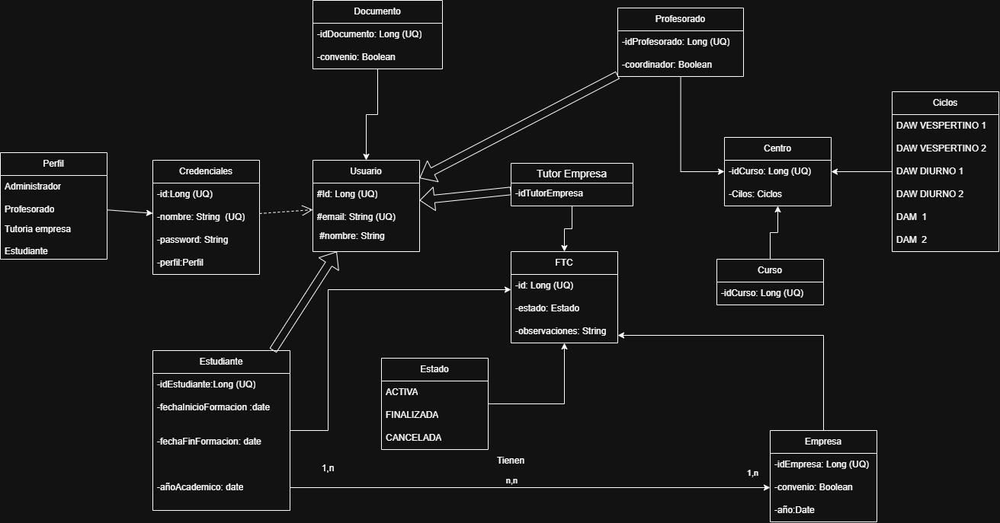 Documento
-idDocumento: Long (UQ)
-convenio: Boolean
Profesorado
-idProfesorado: Long (UQ)
-coordinador: Boolean
Ciclos
DAW VESPERTINO 1
DAW VESPERTINO 2
DAW DIURNO 1
DAW DIURNO 2
DAM 1
DAM 2
Centro
-idCurso: Long (UQ)
-Cilos: Ciclos
Perfil
Administrador
Profesorado
Tutoria empresa
Estudiante
Credenciales
-id:Long (UQ)
-nombre: String (UQ)
-password: String
-perfil:Perfil
Usuario
#Id: Long (UQ)
#email: String (UQ)
#nombre: String
Tutor Empresa
-idTutorEmpresa
FTC
-id: Long (UQ)
-estado: Estado
-observaciones: String
Curso
-idCurso: Long (UQ)
Estudiante
-idEstudiante:Long (UQ)
-fechaInicioFormacion :date
-fechaFinFormacion: date
-añoAcademico: date
Estado
ACTIVA
FINALIZADA
CANCELADA
Tienen
1,n
n,n
1,n
Empresa
-idEmpresa: Long (UQ)
-convenio: Boolean
-año:Date